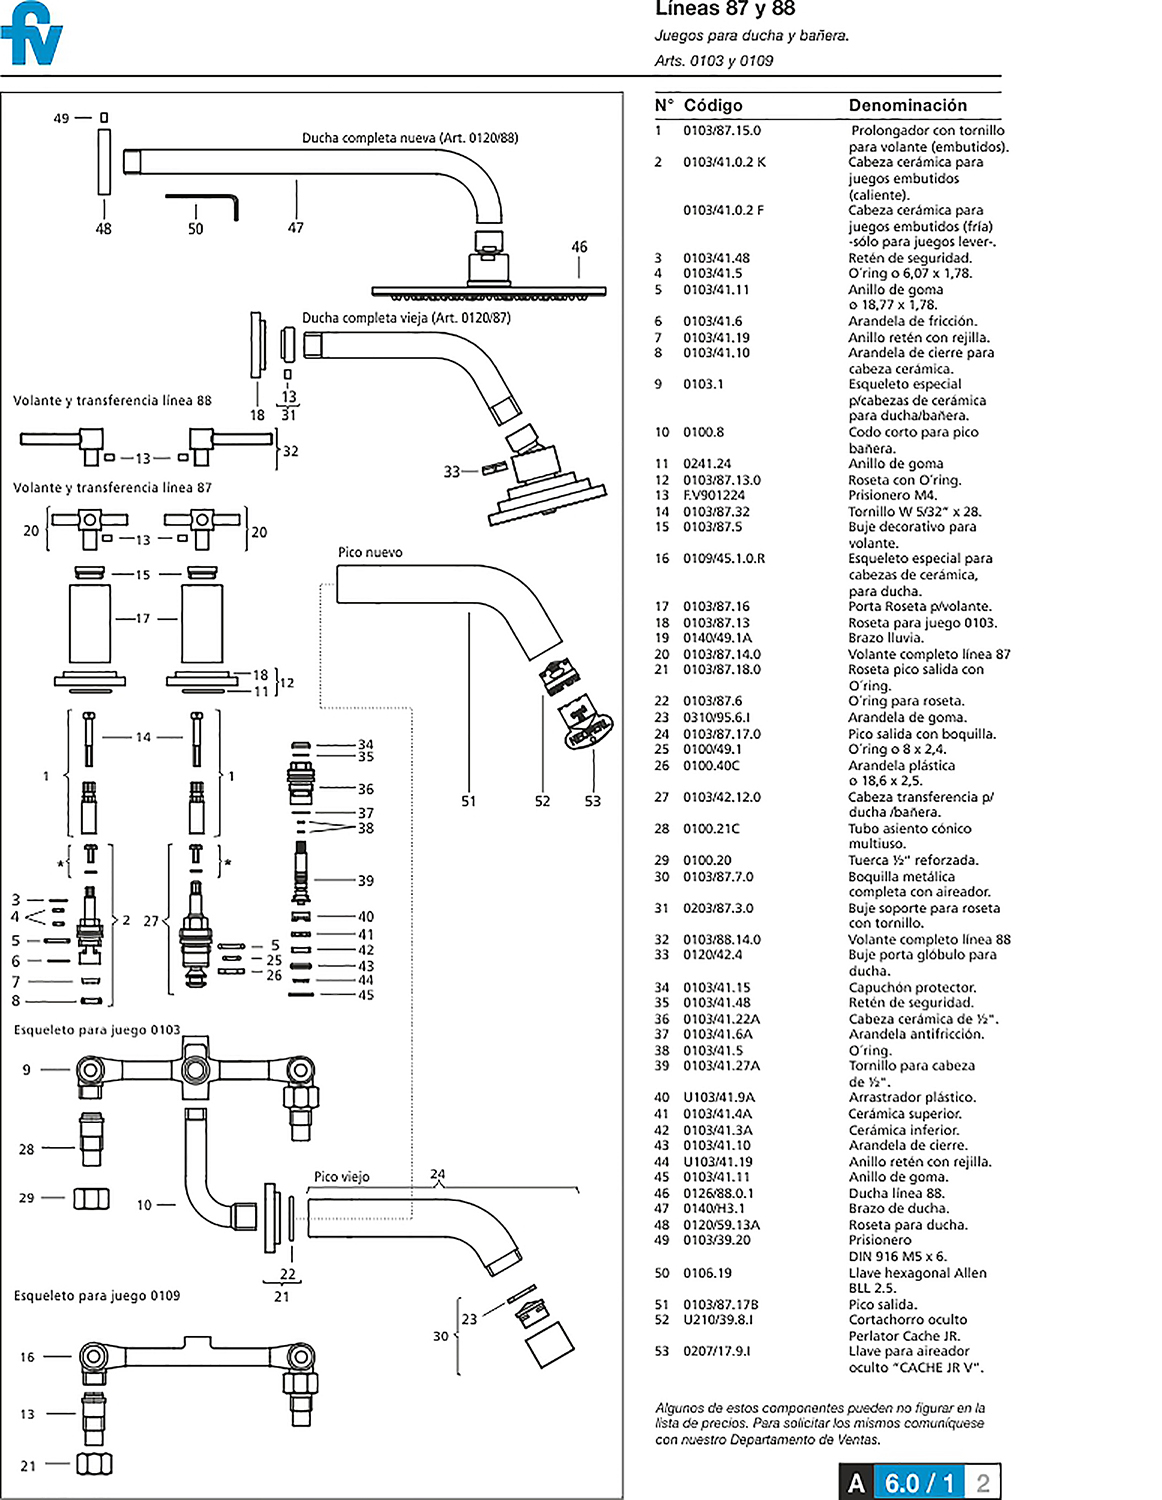 fv
Líneas 87 y 88
Juegos para ducha y bañera.
Arts. 0103 y 0109
49
Ducha completa nueva (Art. 0120/88)
48
50
47
46
Ducha completa vieja (Art. 0120/87)
13
18
31
Volante y transferencia línea 88
13
32
33
Volante y transferencia línea 87
20
13
20
Pico nuevo
15
17
18
11
12
14
1
1
34
35
36
37
38
51
52
53
NEOPERL
*
*
39
3
4
2
27
40
41
5
5
42
6
25
43
7
26
44
8
45
Esqueleto para juego 0103
9
28
29
10
Pico viejo
24
22
21
Esqueleto para juego 0109
23
30
16
13
21
N° Código Denominación
1 0103/87.15.0 Prolongador con tornillo
para volante (embutidos).
2 0103/41.0.2 K Cabeza cerámica para
juegos embutidos
(caliente).
0103/41.0.2 F Cabeza cerámica para
juegos embutidos (fría)
-sólo para juegos lever-.
3 0103/41.48 Retén de seguridad.
4 0103/41.5 O´ring o 6,07 x 1,78.
5 0103/41.11 Anillo de goma
o 18,77 x 1,78.
6 0103/41.6 Arandela de fricción.
7 0103/41.19 Anillo retén con rejilla.
8 0103/41.10 Arandela de cierre para
cabeza cerámica.
9 0103.1 Esqueleto especial
p/cabezas de cerámica
para ducha/bañera.
10 0100.8 Codo corto para pico
bañera.
11 0241.24 Anillo de goma
12 0103/87.13.0 Roseta con O´ring.
13 F.V901224 Prisionero M4.
14 0103/87.32 Tornillo W 5/32" x 28.
15 0103/87.5 Buje decorativo para
volante.
16 0109/45.1.0.R Esqueleto especial para
cabezas de cerámica,
para ducha.
17 0103/87.16 Porta Roseta p/volante.
18 0103/87.13 Roseta para juego 0103.
19 0140/49.1A Brazo lluvia.
20 0103/87.14.0 Volante completo línea 87
21 0103/87.18.0 Roseta pico salida con
O´ring.
22 0103/87.6 O´ring para roseta.
23 0310/95.6.I Arandela de goma.
24 0103/87.17.0 Pico salida con boquilla.
25 0100/49.1 O´ring o 8 x 2,4.
26 0100.40C Arandela plástica
o 18,6 x 2,5.
27 0103/42.12.0 Cabeza transferencia p/
ducha /bañera.
28 0100.21C Tubo asiento cónico
multiuso.
29 0100.20 Tuerca ½" reforzada.
30 0103/87.7.0 Boquilla metálica
completa con aireador.
31 0203/87.3.0 Buje soporte para roseta
con tornillo.
32 0103/88.14.0 Volante completo línea 88
33 0120/42.4 Buje porta glóbulo para
ducha.
34 0103/41.15 Capuchón protector.
35 0103/41.48 Retén de seguridad.
36 0103/41.22A Cabeza cerámica de ½".
37 0103/41.6A Arandela antifricción.
38 0103/41.5 O´ring.
39 0103/41.27A Tornillo para cabeza
de ½".
40 U103/41.9A Arrastrador plástico.
41 0103/41.4A Cerámica superior.
42 0103/41.3A Cerámica inferior.
43 0103/41.10 Arandela de cierre.
44 U103/41.19 Anillo retén con rejilla.
45 0103/41.11 Anillo de goma.
46 0126/88.0.1 Ducha línea 88.
47 0140/H3.1 Brazo de ducha.
48 0120/59.13A Roseta para ducha.
49 0103/39.20 Prisionero
DIN 916 M5 x 6.
50 0106.19 Llave hexagonal Allen
BLL 2.5.
51 0103/87.17B Pico salida.
52 U210/39.8.I Cortachorro oculto
Perlator Cache JR.
53 0207/17.9.I Llave para aireador
oculto "CACHE JR V".
Algunos de estos componentes pueden no figurar en la
lista de precios. Para solicitar los mismos comuníquese
con nuestro Departamento de Ventas.
A 6.0 / 1 2